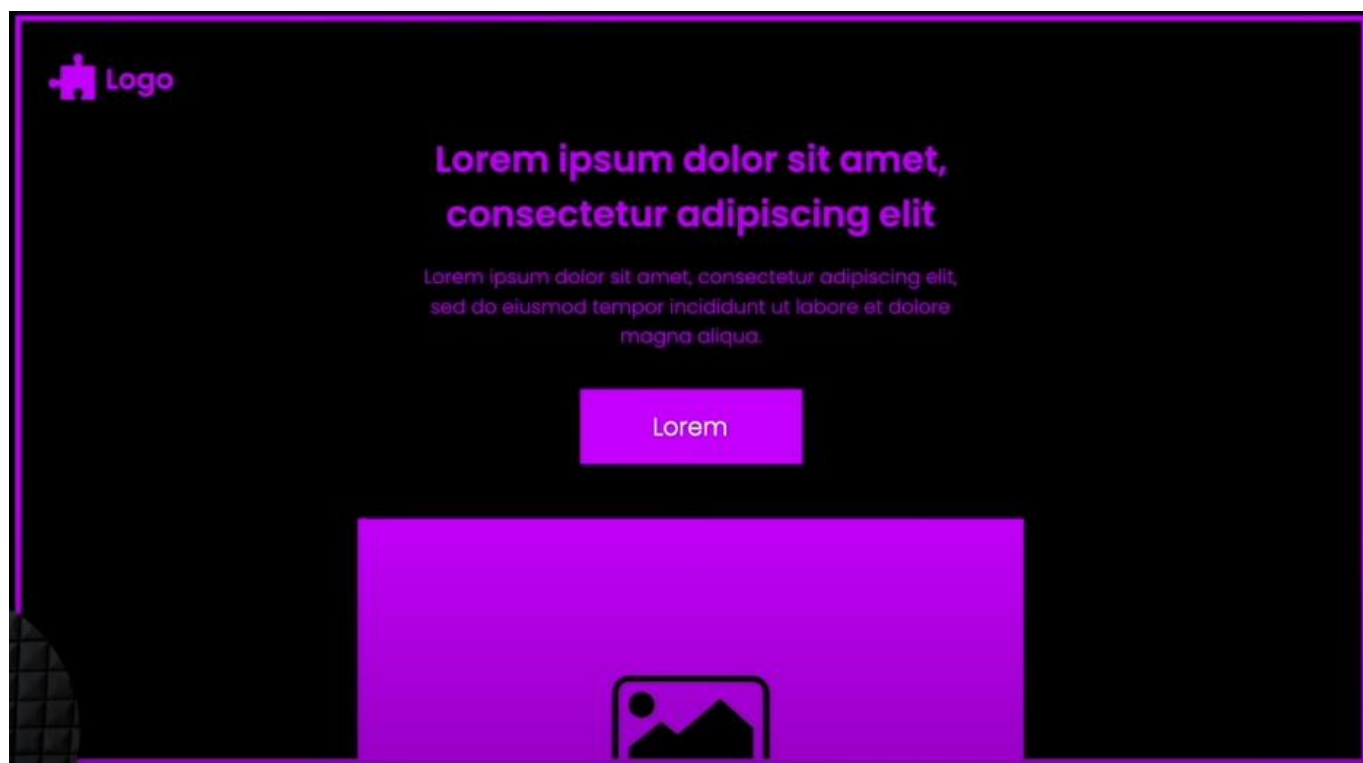 Logo
Lorem ipsum dolor sit amet,
consectetur adipiscing elit
Lorem ipsum dolor sit amet, consectetur adipiscing elit,
sed do eiusmod tempor incididunt ut labore et dolore
magna aliqua.
Lorem